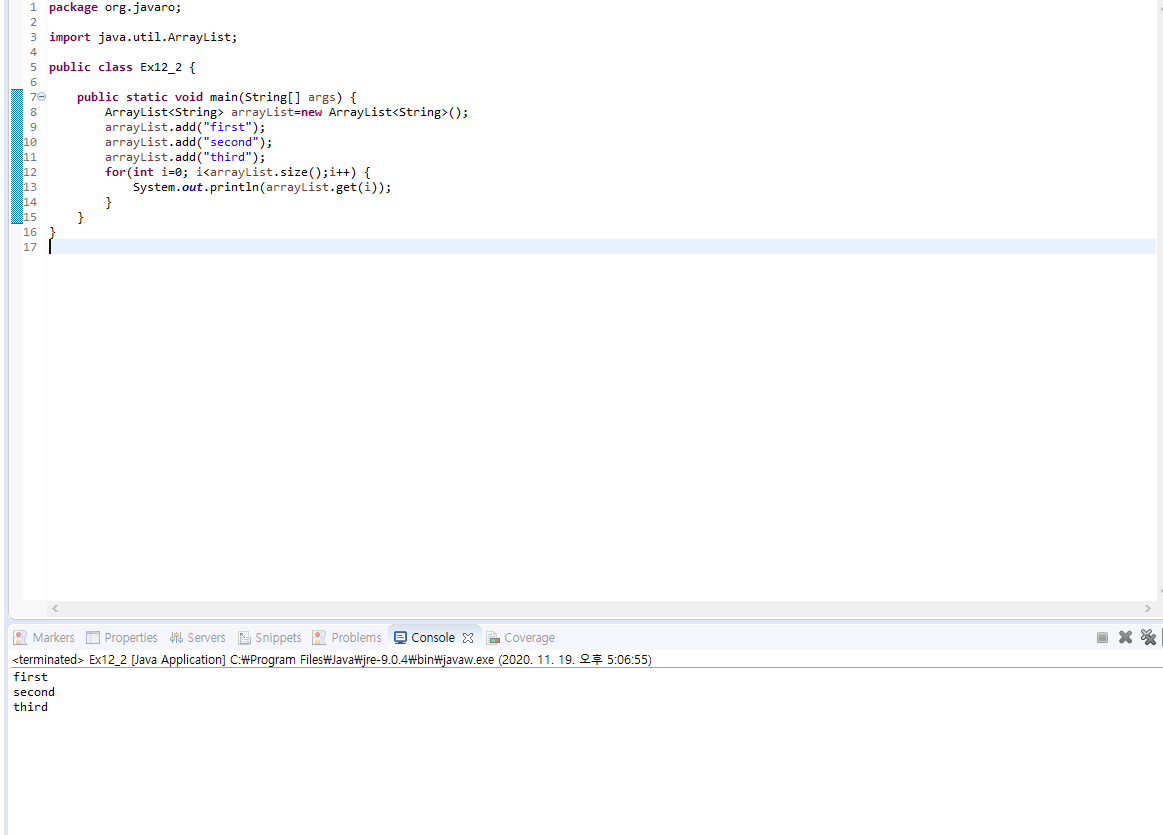 1 package org.javaro;
2
3 import java.util.ArrayList;
4
5 public class Ex12_2 {
6
7 public static void main(String[] args) {
8 ArrayList<String> arrayList=new ArrayList<String>();
9 arrayList.add("first");
10 arrayList.add("second");
11 arrayList.add("third");
12 for(int i=0; i<arrayList.size();i++) {
13 System.out.println(arrayList.get(i));
14 }
15 }
16 }
17
Markers Properties Servers Snippets Problems Console Coverage
<terminated> Ex12_2 [Java Application] C:₩Program Files₩Java₩jre-9.0.4₩bin₩javaw.exe (2020. 11. 19. 오후 5:06:55)
first
second
third